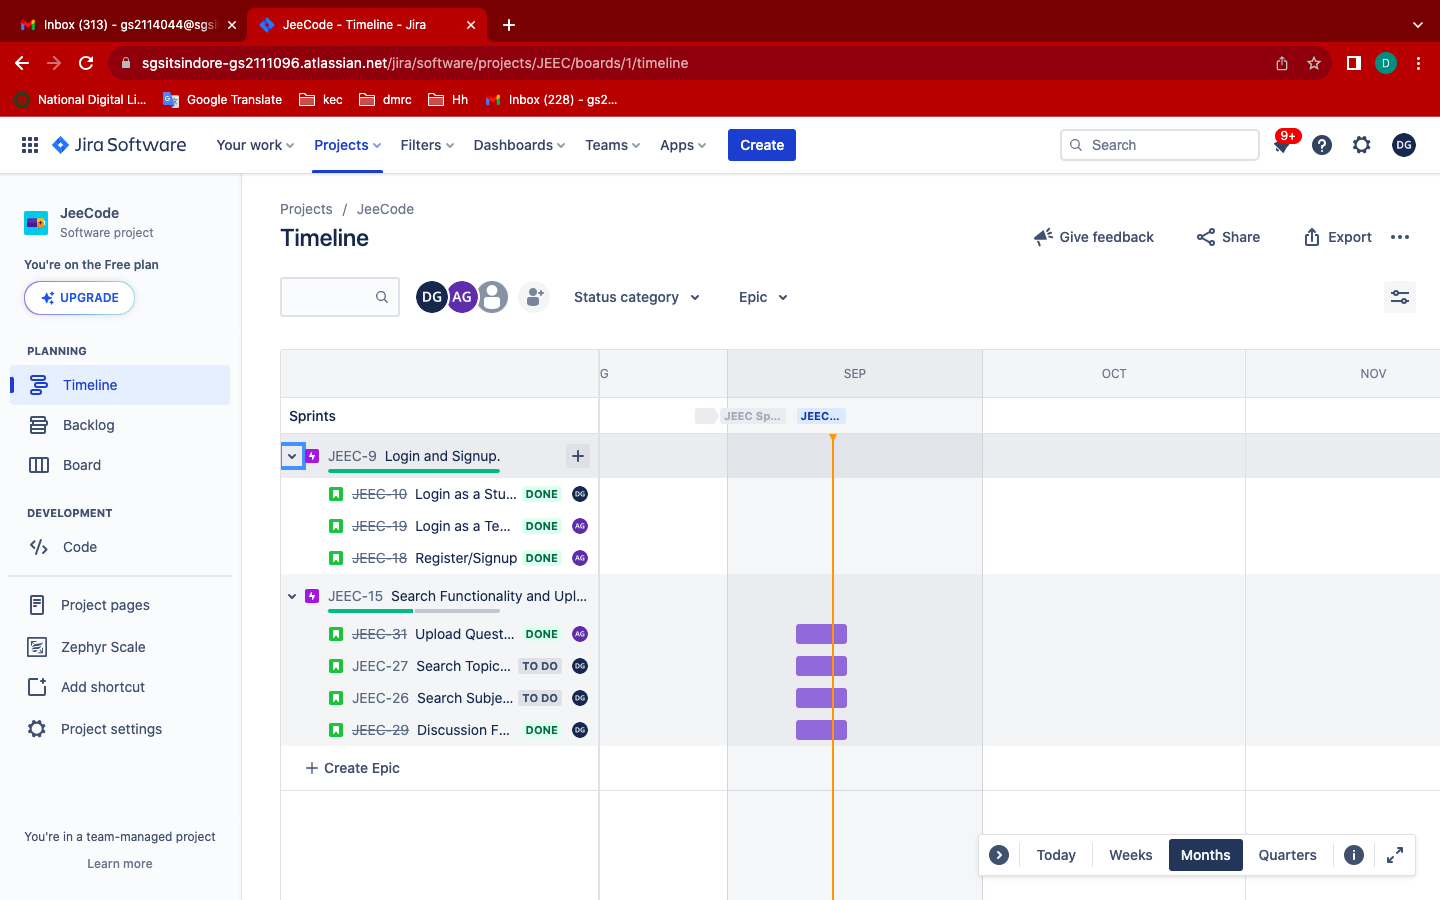 Inbox (313) - gs2114044@sgsi
JeeCode - Timeline - Jira
sgsitsindore-gs2111096.atlassian.net/jira/software/projects/JEEC/boards/1/timeline
D
National Digital Li...
Google Translate
kec
dmrc
Hh
Inbox (228) - gs2...
Jira Software
Your work
Projects
Filters
Dashboards
Teams
Apps
Create
Search
9+
DG
JeeCode
Software project
You're on the Free plan
UPGRADE
PLANNING
Timeline
Backlog
Board
DEVELOPMENT
Code
Project pages
Zephyr Scale
Add shortcut
Project settings
You're in a team-managed project
Learn more
Projects / JeeCode
Timeline
Give feedback
Share
Export
DG
AG
Status category
Epic
G
SEP
OCT
NOV
Sprints
JEEC Sp...
JEEC...
JEEC-9 Login and Signup.
JEEC-10 Login as a Stu... DONE DG
JEEC-19 Login as a Te... DONE AG
JEEC-18 Register/Signup DONE AG
JEEC-15 Search Functionality and Upl...
JEEC-31 Upload Quest... DONE AG
JEEC-27 Search Topic... TO DO DG
JEEC-26 Search Subje... TO DO DG
JEEC-29 Discussion F... DONE DG
Create Epic
Today
Weeks
Months
Quarters